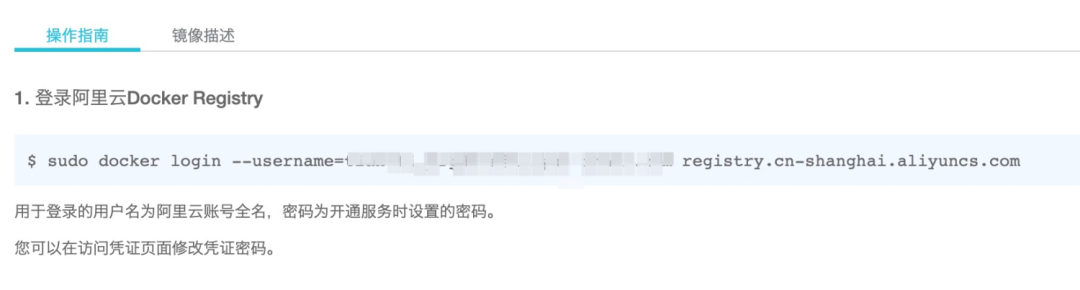 操作指南
镜像描述
1. 登录阿里云Docker Registry
$ sudo docker login --username= registry.cn-shanghai.aliyuncs.com
用于登录的用户名为阿里云账号全名，密码为开通服务时设置的密码。
您可以在访问凭证页面修改凭证密码。